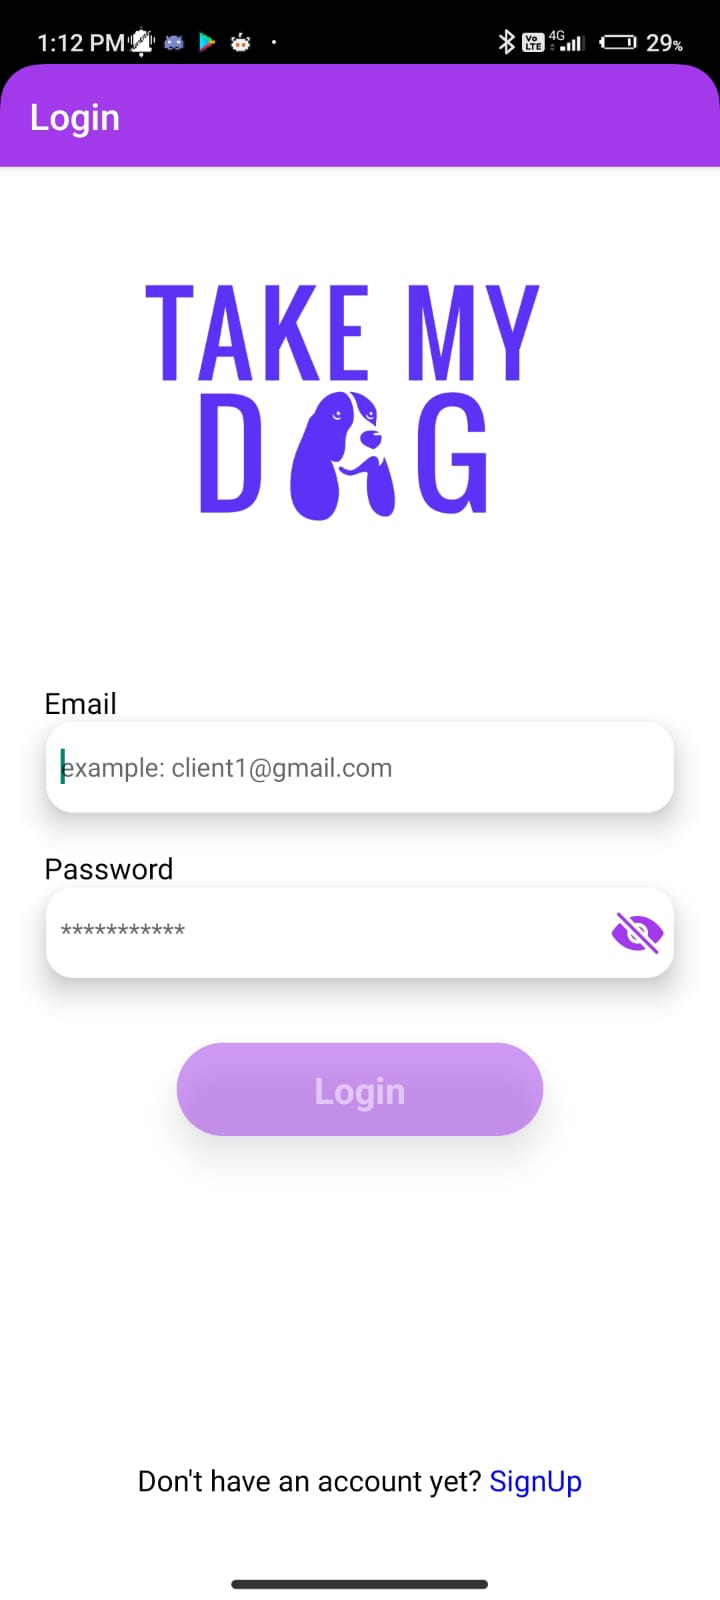 1:12 PM
Vo LTE 4G 29%
Login
TAKE MY
DOG
Email
example: client1@gmail.com
Password
***********
Login
Don't have an account yet? SignUp